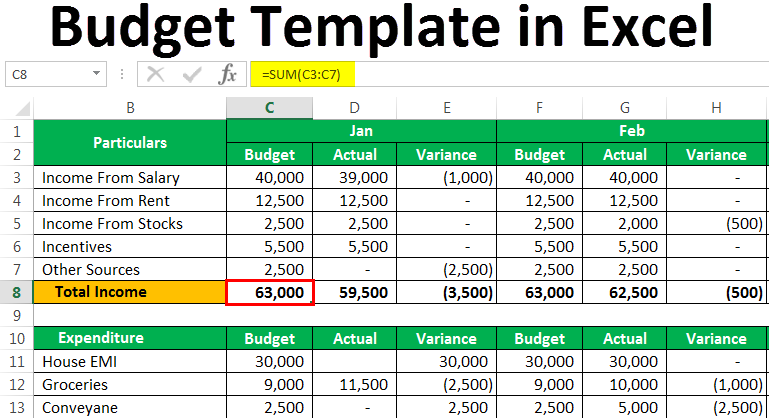 Budget Template in Excel
C8 fx =SUM(C3:C7)
B C D E F G H
1 Particulars Jan Feb
2 Budget Actual Variance Budget Actual Variance
3 Income From Salary 40,000 39,000 (1,000) 40,000 40,000 -
4 Income From Rent 12,500 12,500 - 12,500 12,500 -
5 Income From Stocks 2,500 2,500 - 2,500 2,000 (500)
6 Incentives 5,500 5,500 - 5,500 5,500 -
7 Other Sources 2,500 - (2,500) 2,500 2,500 -
8 Total Income 63,000 59,500 (3,500) 63,000 62,500 (500)
9
10 Expenditure Budget Actual Variance Budget Actual Variance
11 House EMI 30,000 30,000 30,000 30,000 -
12 Groceries 9,000 11,500 (2,500) 9,000 10,000 (1,000)
13 Conveyane 2,500 - 2,500 2,500 5,000 (2,500)